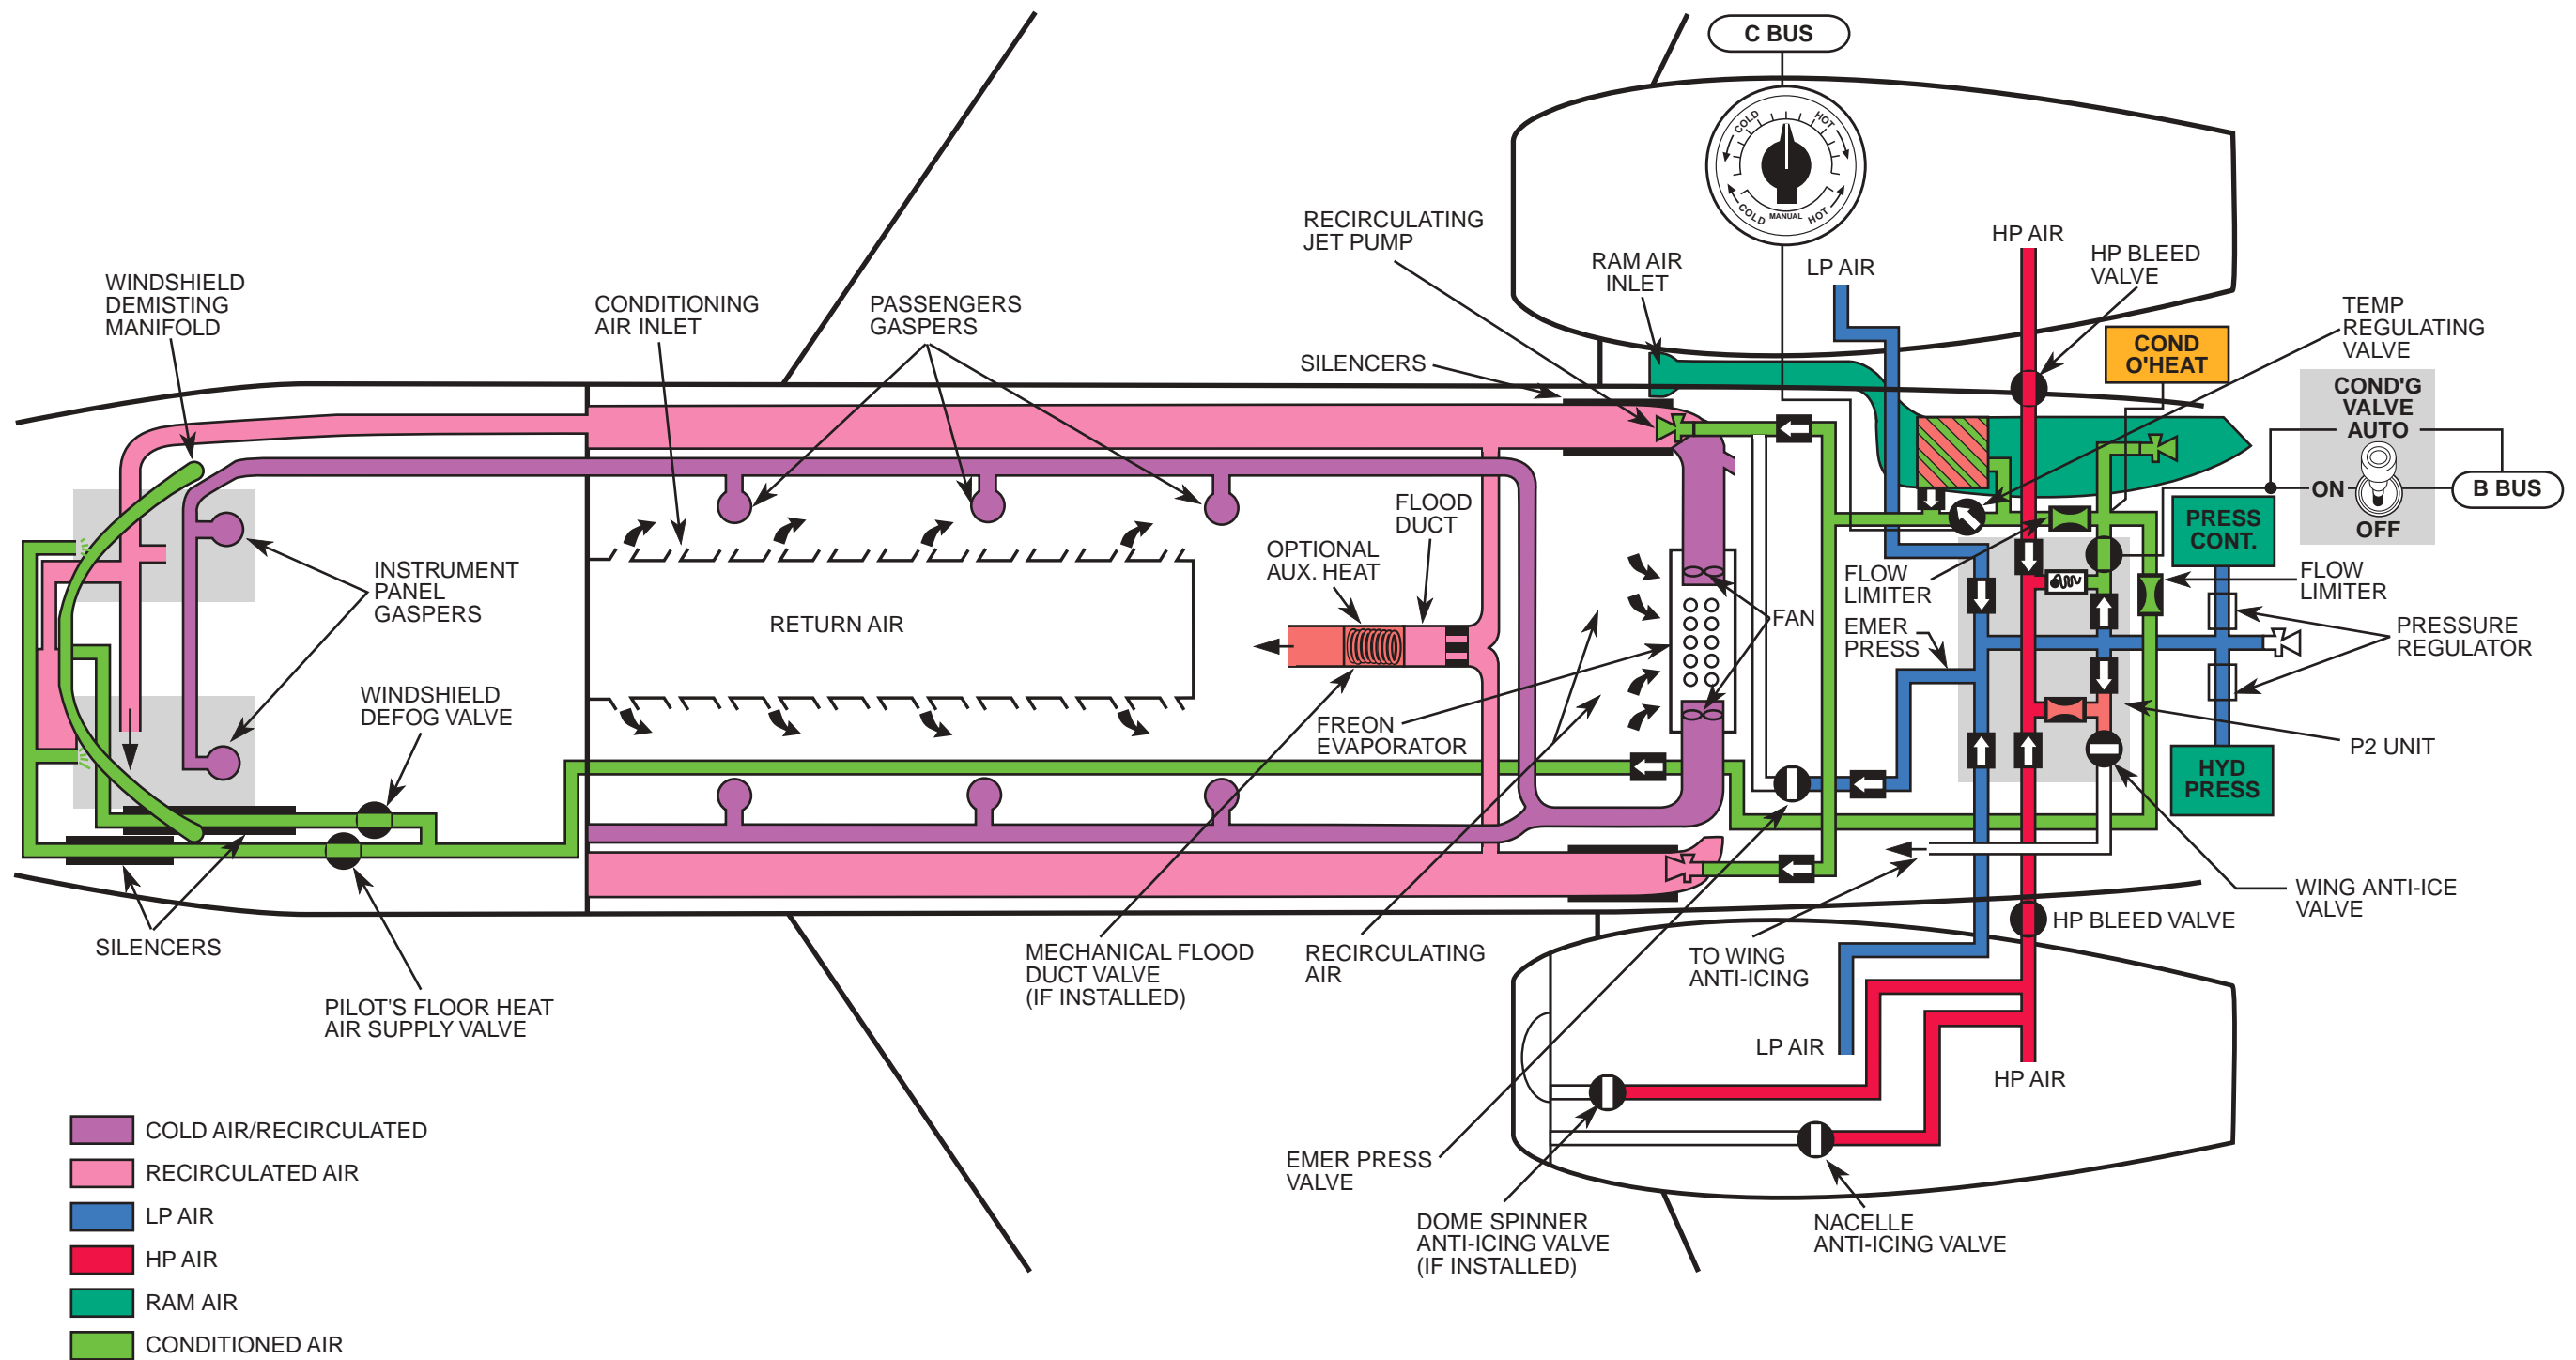 C BUS
COLD
HOT
COLD
MANUAL
HOT
RECIRCULATING
JET PUMP
RAM AIR
INLET
LP AIR
HP AIR
HP BLEED
VALVE
WINDSHIELD
DEMISTING
MANIFOLD
CONDITIONING
AIR INLET
PASSENGERS
GASPERS
SILENCERS
COND
O'HEAT
TEMP
REGULATING
VALVE
COND'G
VALVE
AUTO
ON
OFF
B BUS
PRESS
CONT.
FLOOD
DUCT
OPTIONAL
AUX. HEAT
INSTRUMENT
PANEL
GASPERS
RETURN AIR
FAN
FLOW
LIMITER
EMER
PRESS
FLOW
LIMITER
PRESSURE
REGULATOR
WINDSHIELD
DEFOG VALVE
FREON
EVAPORATOR
P2 UNIT
HYD
PRESS
SILENCERS
PILOT'S FLOOR HEAT
AIR SUPPLY VALVE
MECHANICAL FLOOD
DUCT VALVE
(IF INSTALLED)
RECIRCULATING
AIR
TO WING
ANTI-ICING
HP BLEED VALVE
WING ANTI-ICE
VALVE
LP AIR
HP AIR
EMER PRESS
VALVE
DOME SPINNER
ANTI-ICING VALVE
(IF INSTALLED)
NACELLE
ANTI-ICING VALVE
COLD AIR/RECIRCULATED
RECIRCULATED AIR
LP AIR
HP AIR
RAM AIR
CONDITIONED AIR